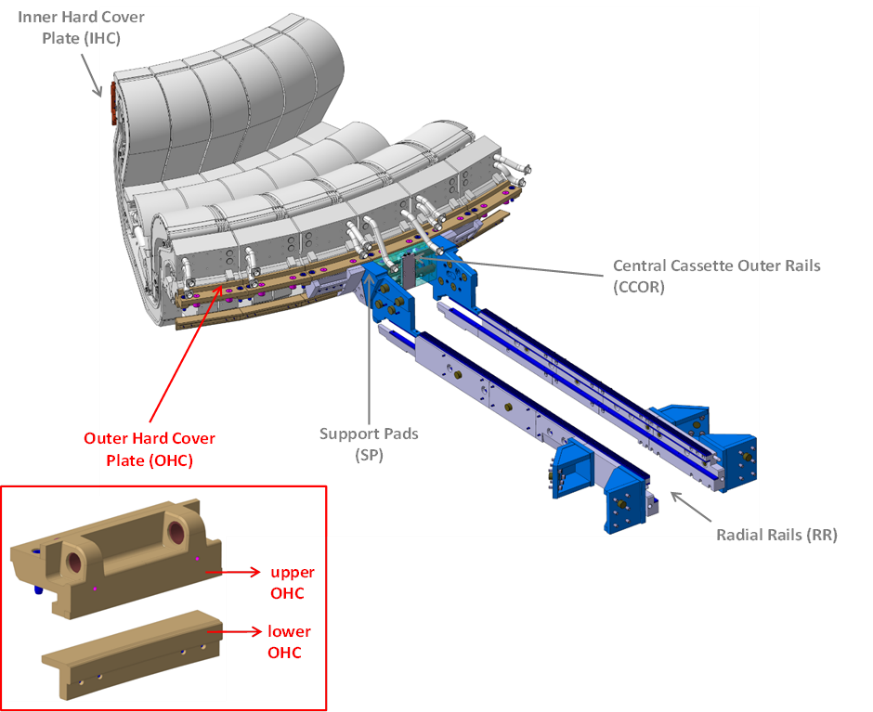 Inner Hard Cover
Plate (IHC)
Central Cassette Outer Rails
(CCOR)
Outer Hard Cover
Plate (OHC)
Support Pads
(SP)
Radial Rails (RR)
upper
OHC
lower
OHC